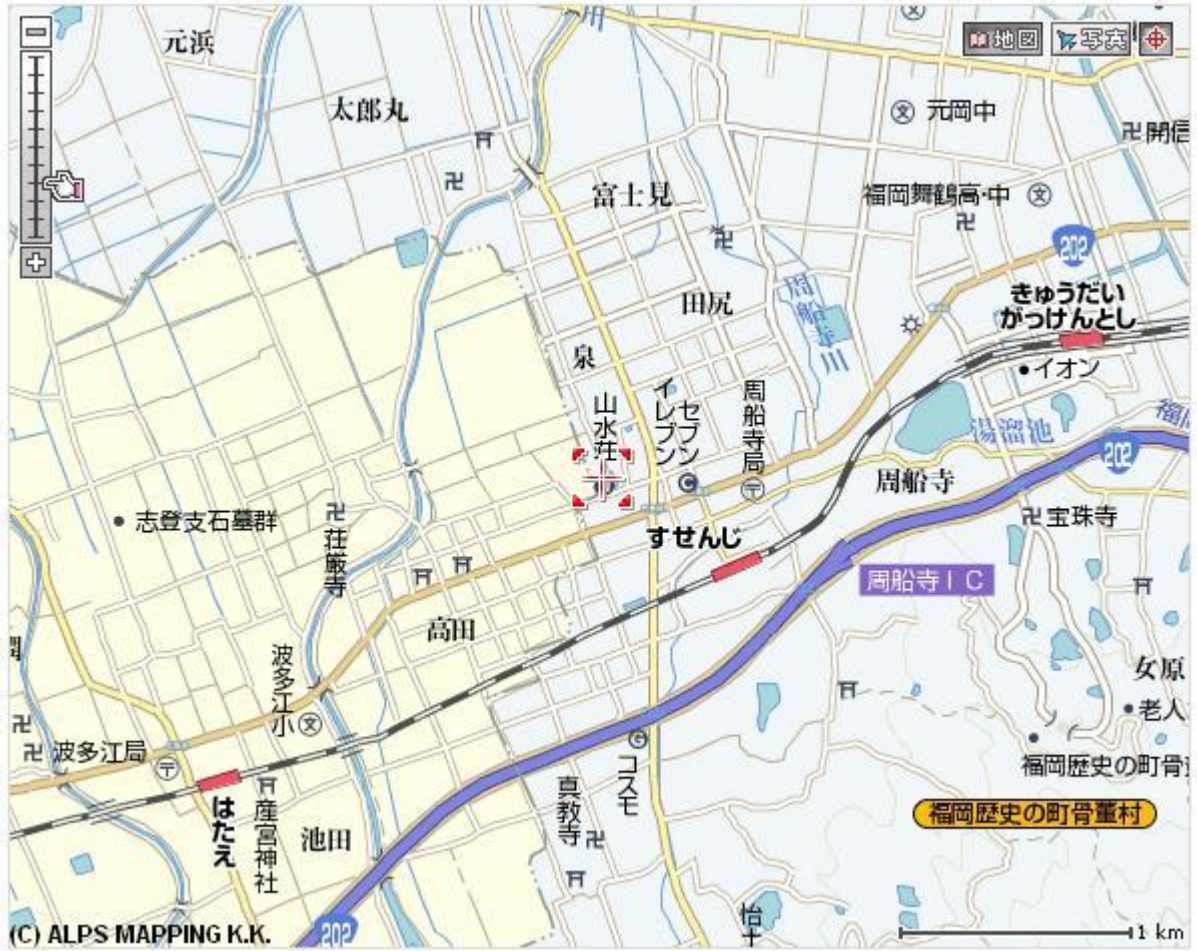 元浜
川
地図
写真
太郎丸
元岡中
開信
富士見
福岡舞鶴高・中
202
田尻
周船寺川
きゅうだい
がっけんとし
イオン
泉
山水荘
セブン
イレブン
周船寺局
湯溜池
福
202
周船寺
志登支石墓群
荘厳寺
すせんじ
宝珠寺
周船寺IC
高田
波多江小
女原
老人
波多江局
福岡歴史の町骨
コスモ
真教寺
はたえ
産宮神社
池田
福岡歴史の町骨董村
怡土
(C) ALPS MAPPING K.K.
202
1 km